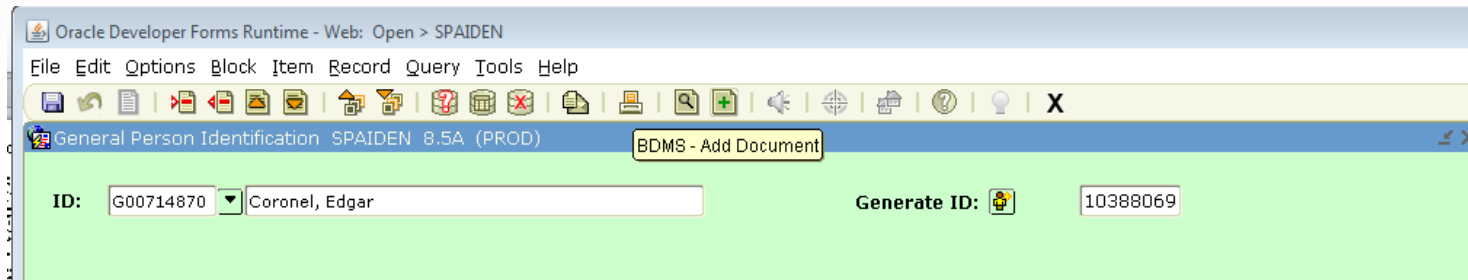 Oracle Developer Forms Runtime - Web: Open > SPAIDEN
File Edit Options Block Item Record Query Tools Help
X
General Person Identification SPAIDEN 8.5A (PROD)
BDMS - Add Document
ID: G00714870 Coronel, Edgar Generate ID: 10388069